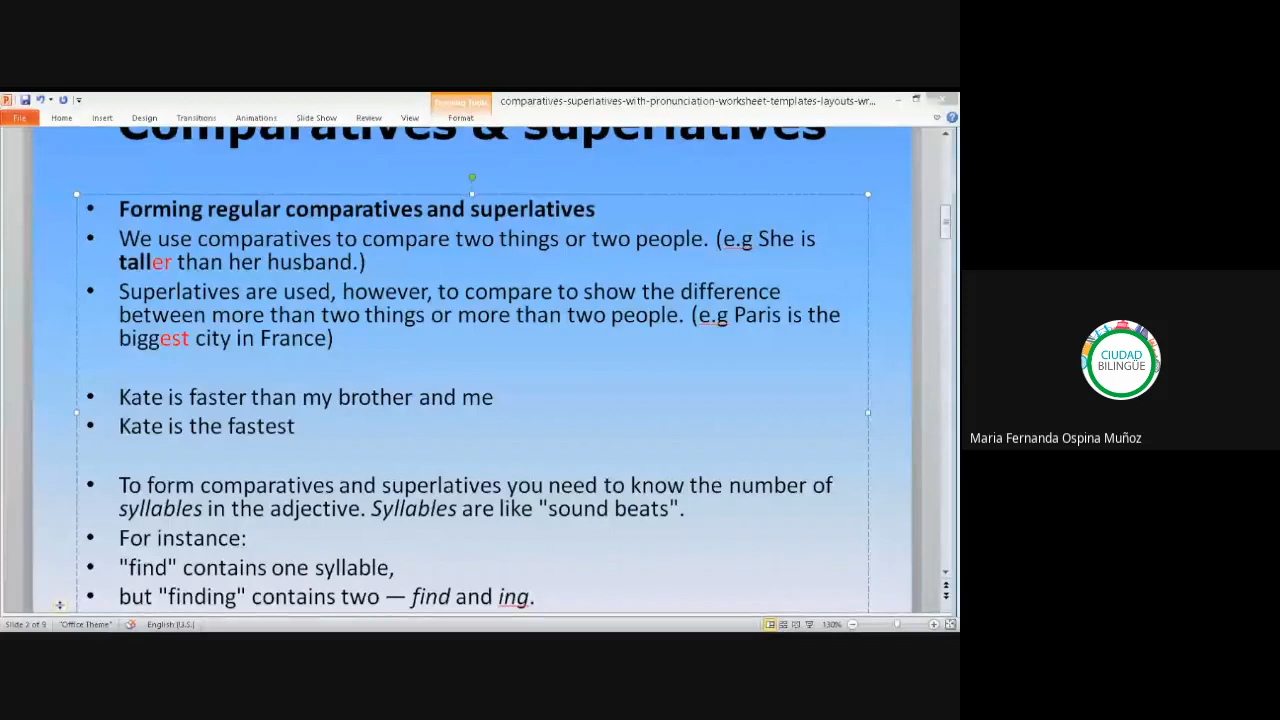 comparatives-superlatives-with-pronunciation-worksheet-templates-layouts-wr...
Drawing Tools
File Home Insert Design Transitions Animations Slide Show Review View Format
Comparatives & superlatives
• Forming regular comparatives and superlatives
• We use comparatives to compare two things or two people. (e.g She is
taller than her husband.)
• Superlatives are used, however, to compare to show the difference
between more than two things or more than two people. (e.g Paris is the
biggest city in France)
• Kate is faster than my brother and me
• Kate is the fastest
• To form comparatives and superlatives you need to know the number of
syllables in the adjective. Syllables are like "sound beats".
• For instance:
• "find" contains one syllable,
• but "finding" contains two — find and ing.
Slide 2 of 9 "Office Theme" English (U.S.) 130%
CIUDAD
BILINGÜE
Maria Fernanda Ospina Muñoz